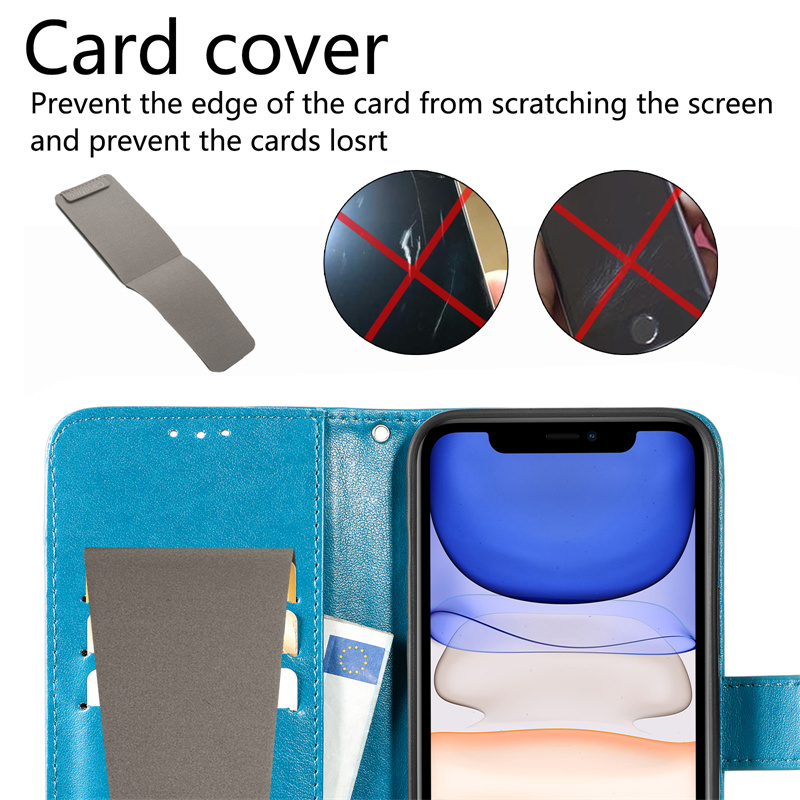 Card cover
Prevent the edge of the card from scratching the screen
and prevent the cards losrt